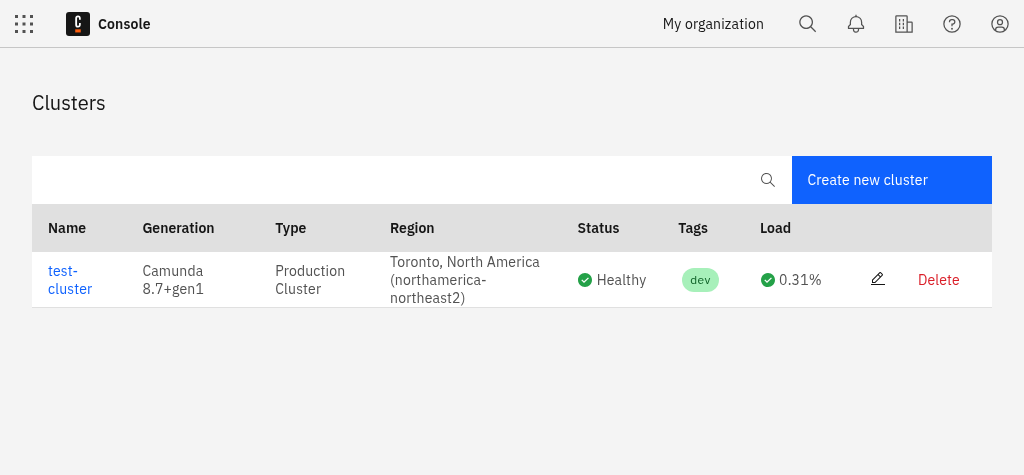 Console
My organization
Clusters
Create new cluster
Name Generation Type Region Status Tags Load
test-
cluster
Camunda
8.7+gen1
Production
Cluster
Toronto, North America
(northamerica-
northeast2)
Healthy
dev
0.31%
Delete